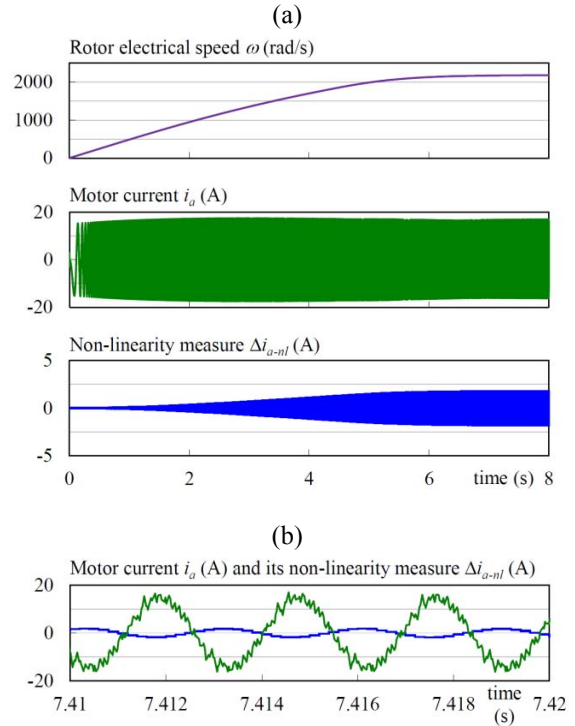 (a)
Rotor electrical speed ω (rad/s)
2000
1000
0
Motor current iₐ (A)
20
0
-20
Non-linearity measure Δiₐ₋ₙₗ (A)
5
0
-5
0 2 4 6 time (s) 8
(b)
Motor current iₐ (A) and its non-linearity measure Δiₐ₋ₙₗ (A)
20
0
-20
time
7.41 7.412 7.414 7.416 7.418 (s) 7.42